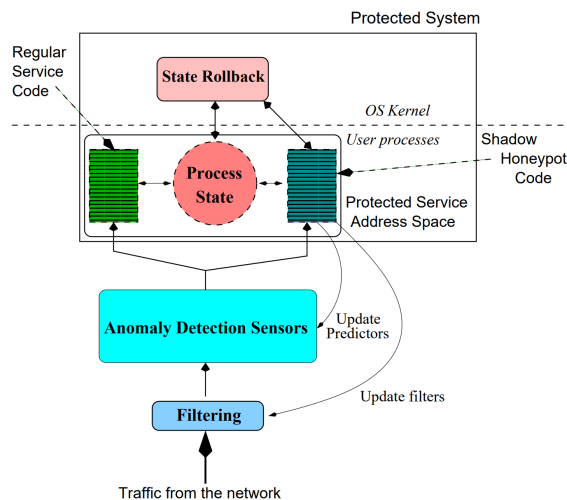 Protected System
Regular
Service
Code
State Rollback
OS Kernel
User processes
Shadow
Honeypot
Code
Process
State
Protected Service
Address Space
Anomaly Detection Sensors
Update
Predictors
Update filters
Filtering
Traffic from the network